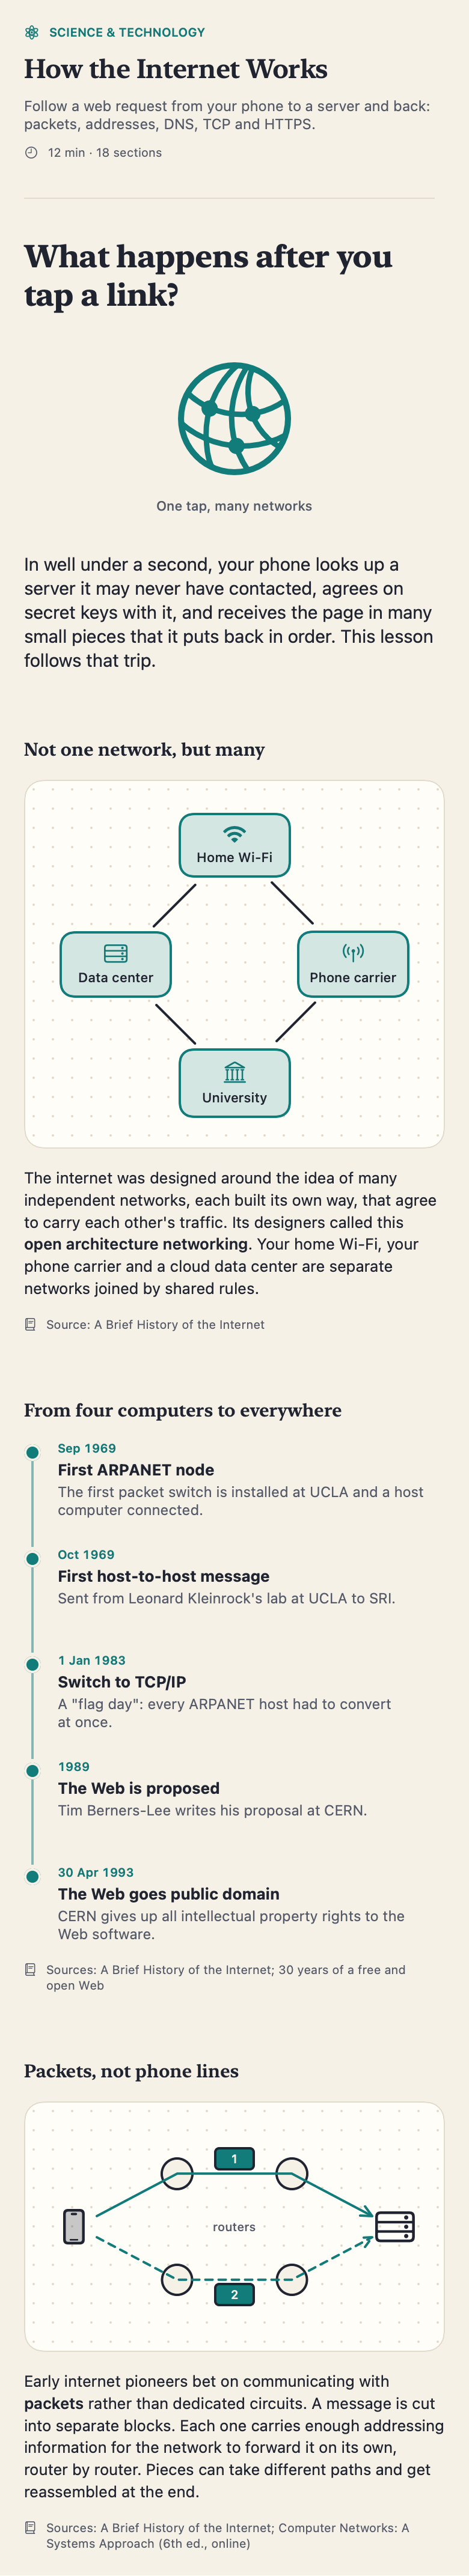 SCIENCE & TECHNOLOGY
How the Internet Works
Follow a web request from your phone to a server and back:
packets, addresses, DNS, TCP and HTTPS.
12 min · 18 sections
What happens after you
tap a link?
One tap, many networks
In well under a second, your phone looks up a
server it may never have contacted, agrees on
secret keys with it, and receives the page in many
small pieces that it puts back in order. This lesson
follows that trip.
Not one network, but many
Home Wi-Fi
Data center
Phone carrier
University
The internet was designed around the idea of many
independent networks, each built its own way, that agree
to carry each other's traffic. Its designers called this
open architecture networking. Your home Wi-Fi, your
phone carrier and a cloud data center are separate
networks joined by shared rules.
Source: A Brief History of the Internet
From four computers to everywhere
Sep 1969
First ARPANET node
The first packet switch is installed at UCLA and a host
computer connected.
Oct 1969
First host-to-host message
Sent from Leonard Kleinrock's lab at UCLA to SRI.
1 Jan 1983
Switch to TCP/IP
A "flag day": every ARPANET host had to convert
at once.
1989
The Web is proposed
Tim Berners-Lee writes his proposal at CERN.
30 Apr 1993
The Web goes public domain
CERN gives up all intellectual property rights to the
Web software.
Sources: A Brief History of the Internet; 30 years of a free and
open Web
Packets, not phone lines
1
routers
2
Early internet pioneers bet on communicating with
packets rather than dedicated circuits. A message is cut
into separate blocks. Each one carries enough addressing
information for the network to forward it on its own,
router by router. Pieces can take different paths and get
reassembled at the end.
Sources: A Brief History of the Internet; Computer Networks: A
Systems Approach (6th ed., online)